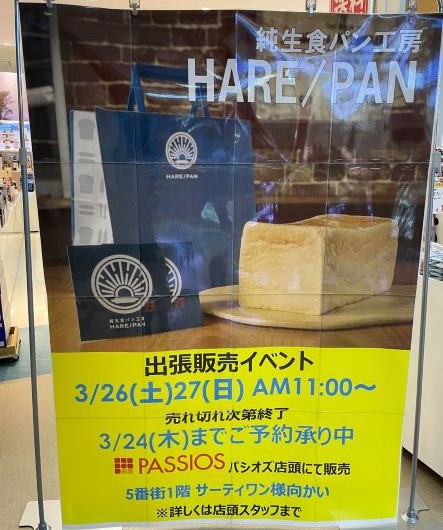 純生食パン工房
HARE/PAN
HARE/PAN
純生食パン工房
HARE/PAN
出張販売イベント
3/26(土)27(日) AM11:00～
売れ切れ次第終了
3/24(木)までご予約承り中
PASSIOS パシオズ店頭にて販売
5番街1階 サーティワン様向かい
※詳しくは店頭スタッフまで